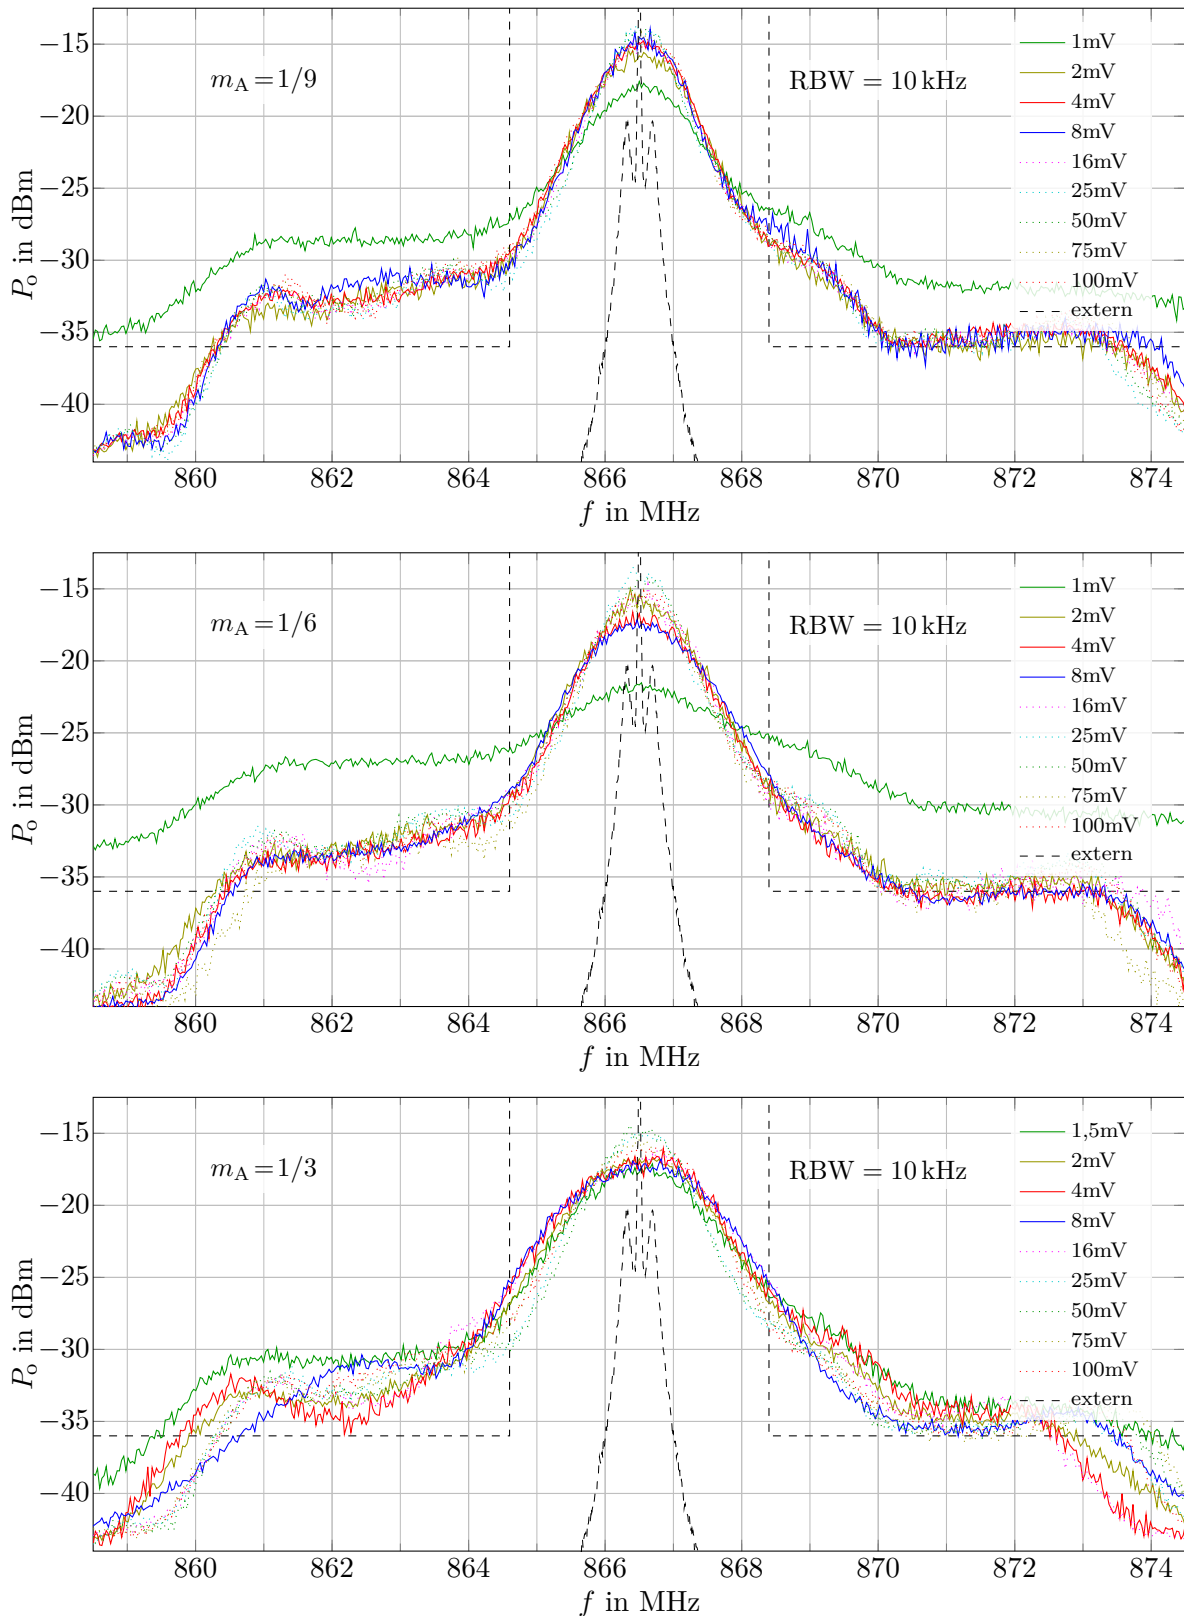 −15
−20
−25
−30
−35
−40
P_o in dBm
m_A = 1/9
RBW = 10 kHz
1mV
2mV
4mV
8mV
16mV
25mV
50mV
75mV
100mV
extern
860 862 864 866 868 870 872 874
f in MHz
−15
−20
−25
−30
−35
−40
P_o in dBm
m_A = 1/6
RBW = 10 kHz
1mV
2mV
4mV
8mV
16mV
25mV
50mV
75mV
100mV
extern
860 862 864 866 868 870 872 874
f in MHz
−15
−20
−25
−30
−35
−40
P_o in dBm
m_A = 1/3
RBW = 10 kHz
1,5mV
2mV
4mV
8mV
16mV
25mV
50mV
75mV
100mV
extern
860 862 864 866 868 870 872 874
f in MHz